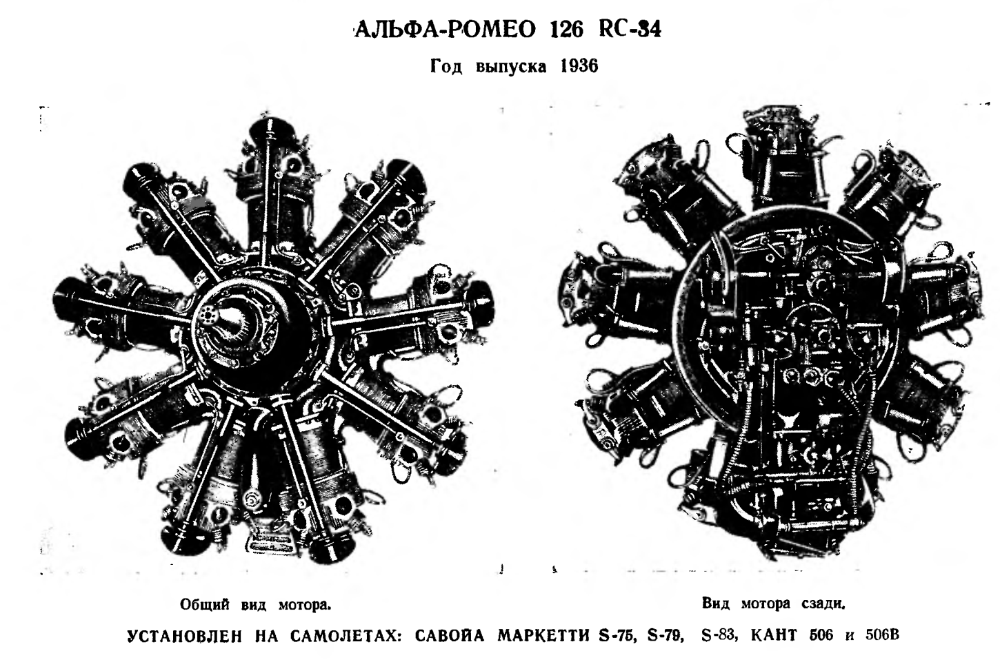 АЛЬФА-РОМЕО 126 RC-34
Год выпуска 1936
Общий вид мотора.
Вид мотора сзади.
УСТАНОВЛЕН НА САМОЛЕТАХ: САВОЙА МАРКЕТТИ S-75, S-79, S-83, КАНТ 506 и 506В